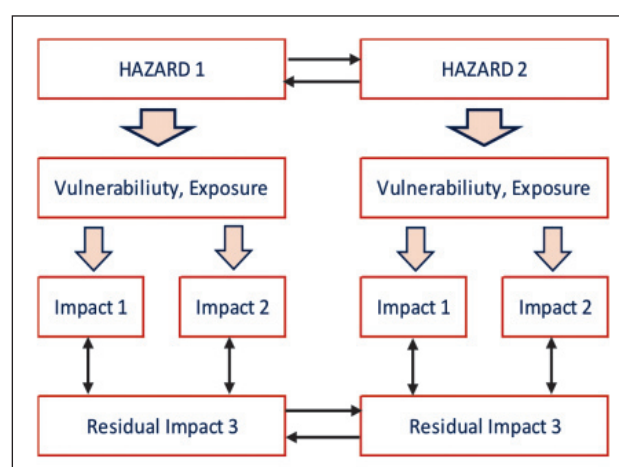 HAZARD 1
HAZARD 2
Vulnerabiliuty, Exposure
Vulnerabiliuty, Exposure
Impact 1
Impact 2
Impact 1
Impact 2
Residual Impact 3
Residual Impact 3